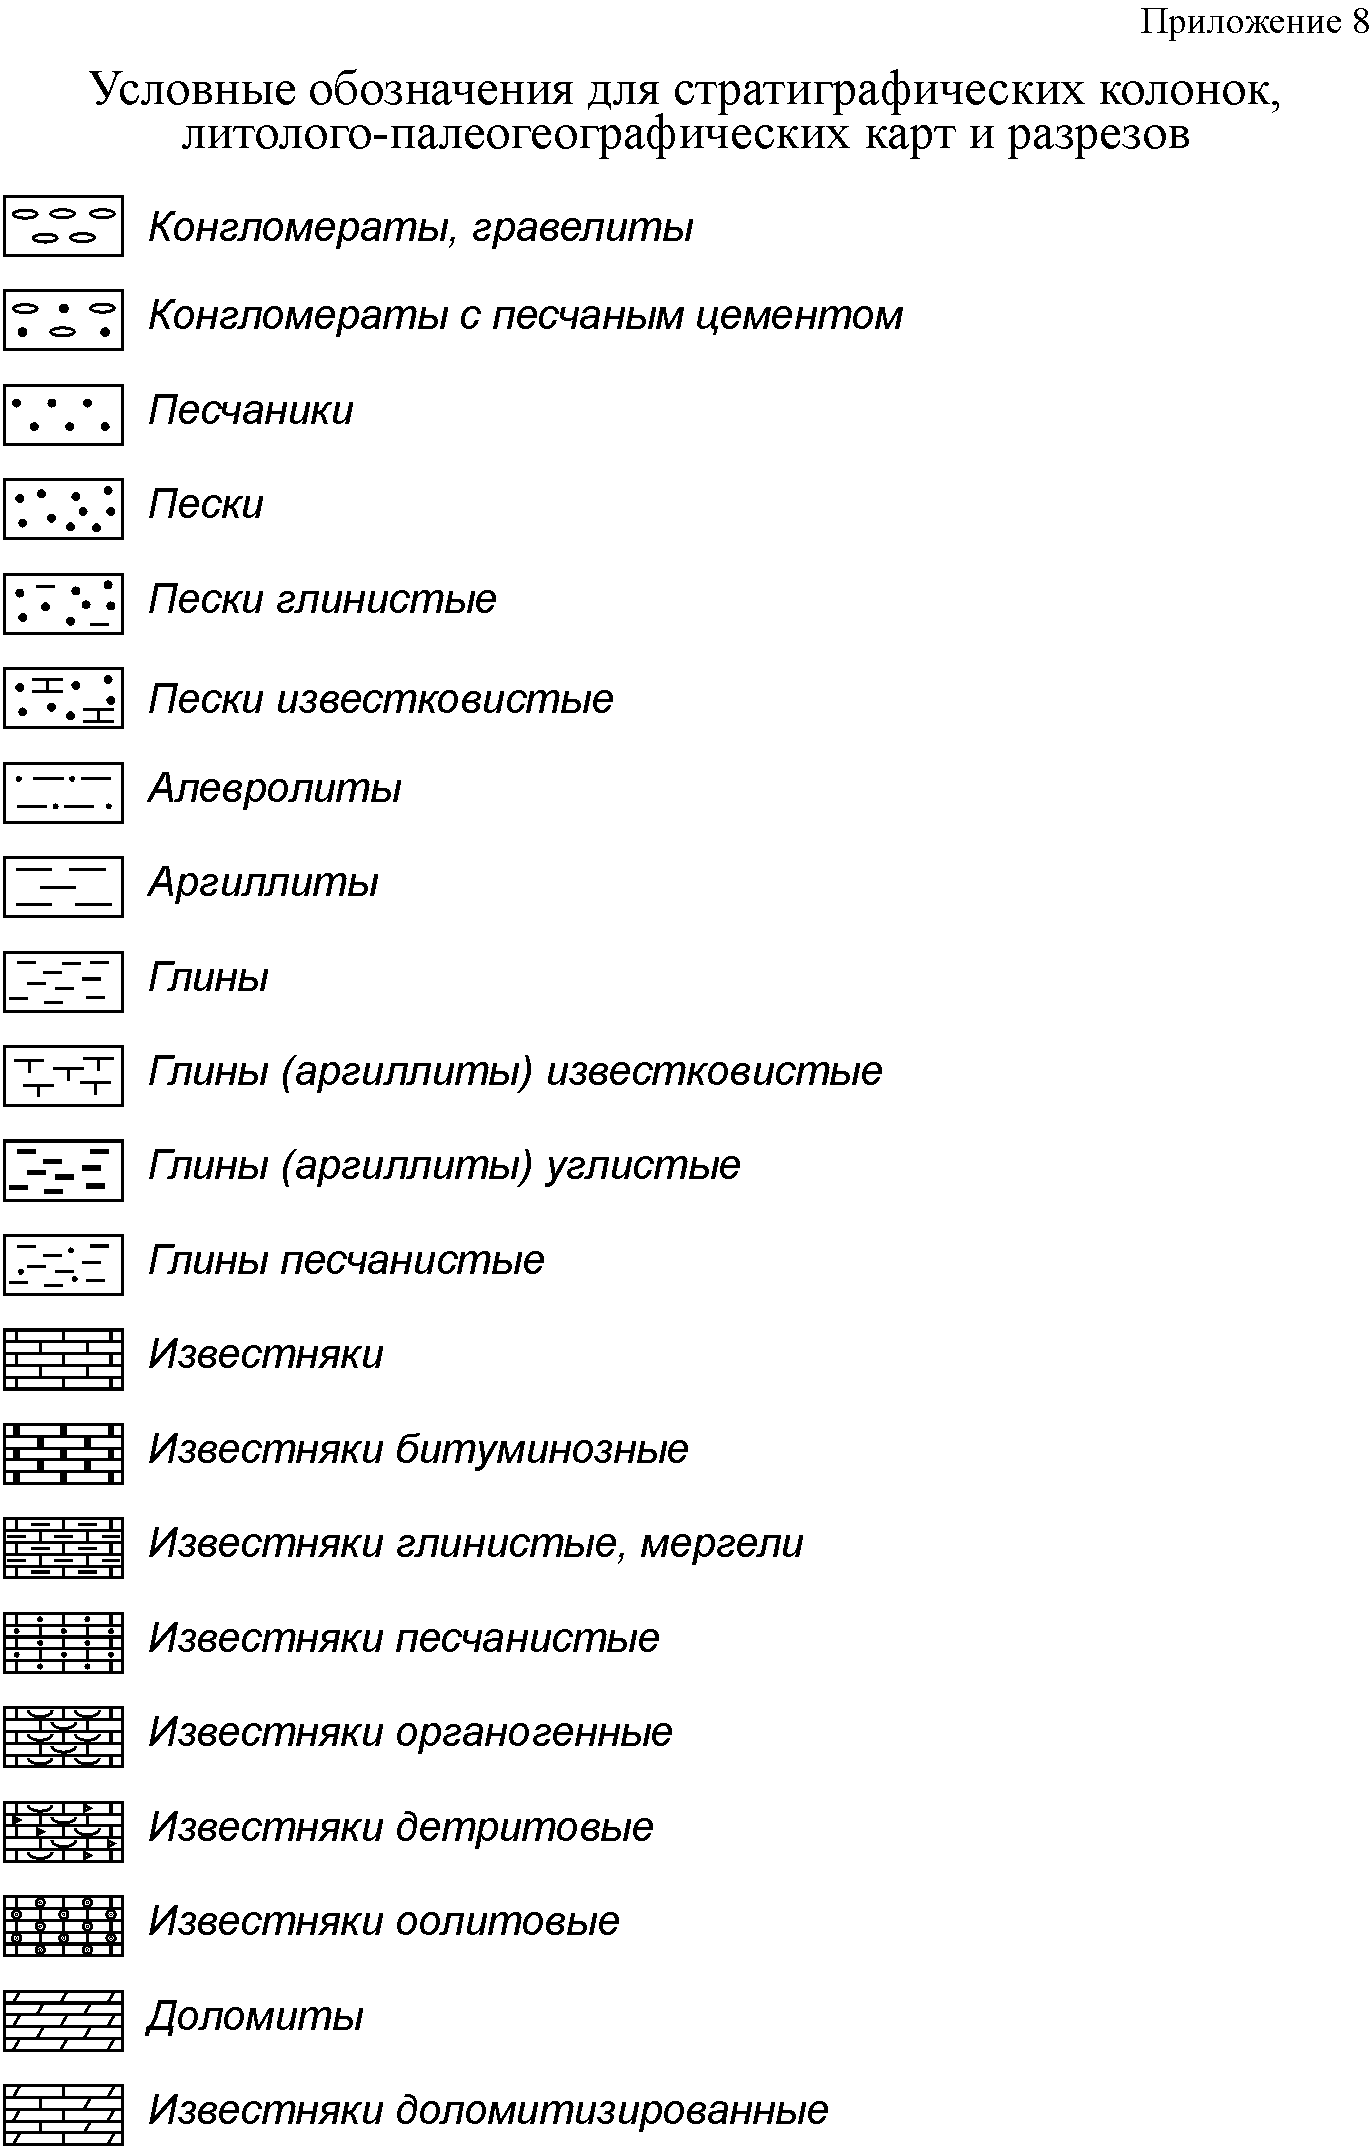 Приложение 8
Условные обозначения для стратиграфических колонок,
литолого-палеогеографических карт и разрезов
Конгломераты, гравелиты
Конгломераты с песчаным цементом
Песчаники
Пески
Пески глинистые
Пески известковистые
Алевролиты
Аргиллиты
Глины
Глины (аргиллиты) известковистые
Глины (аргиллиты) углистые
Глины песчанистые
Известняки
Известняки битуминозные
Известняки глинистые, мергели
Известняки песчанистые
Известняки органогенные
Известняки детритовые
Известняки оолитовые
Доломиты
Известняки доломитизированные